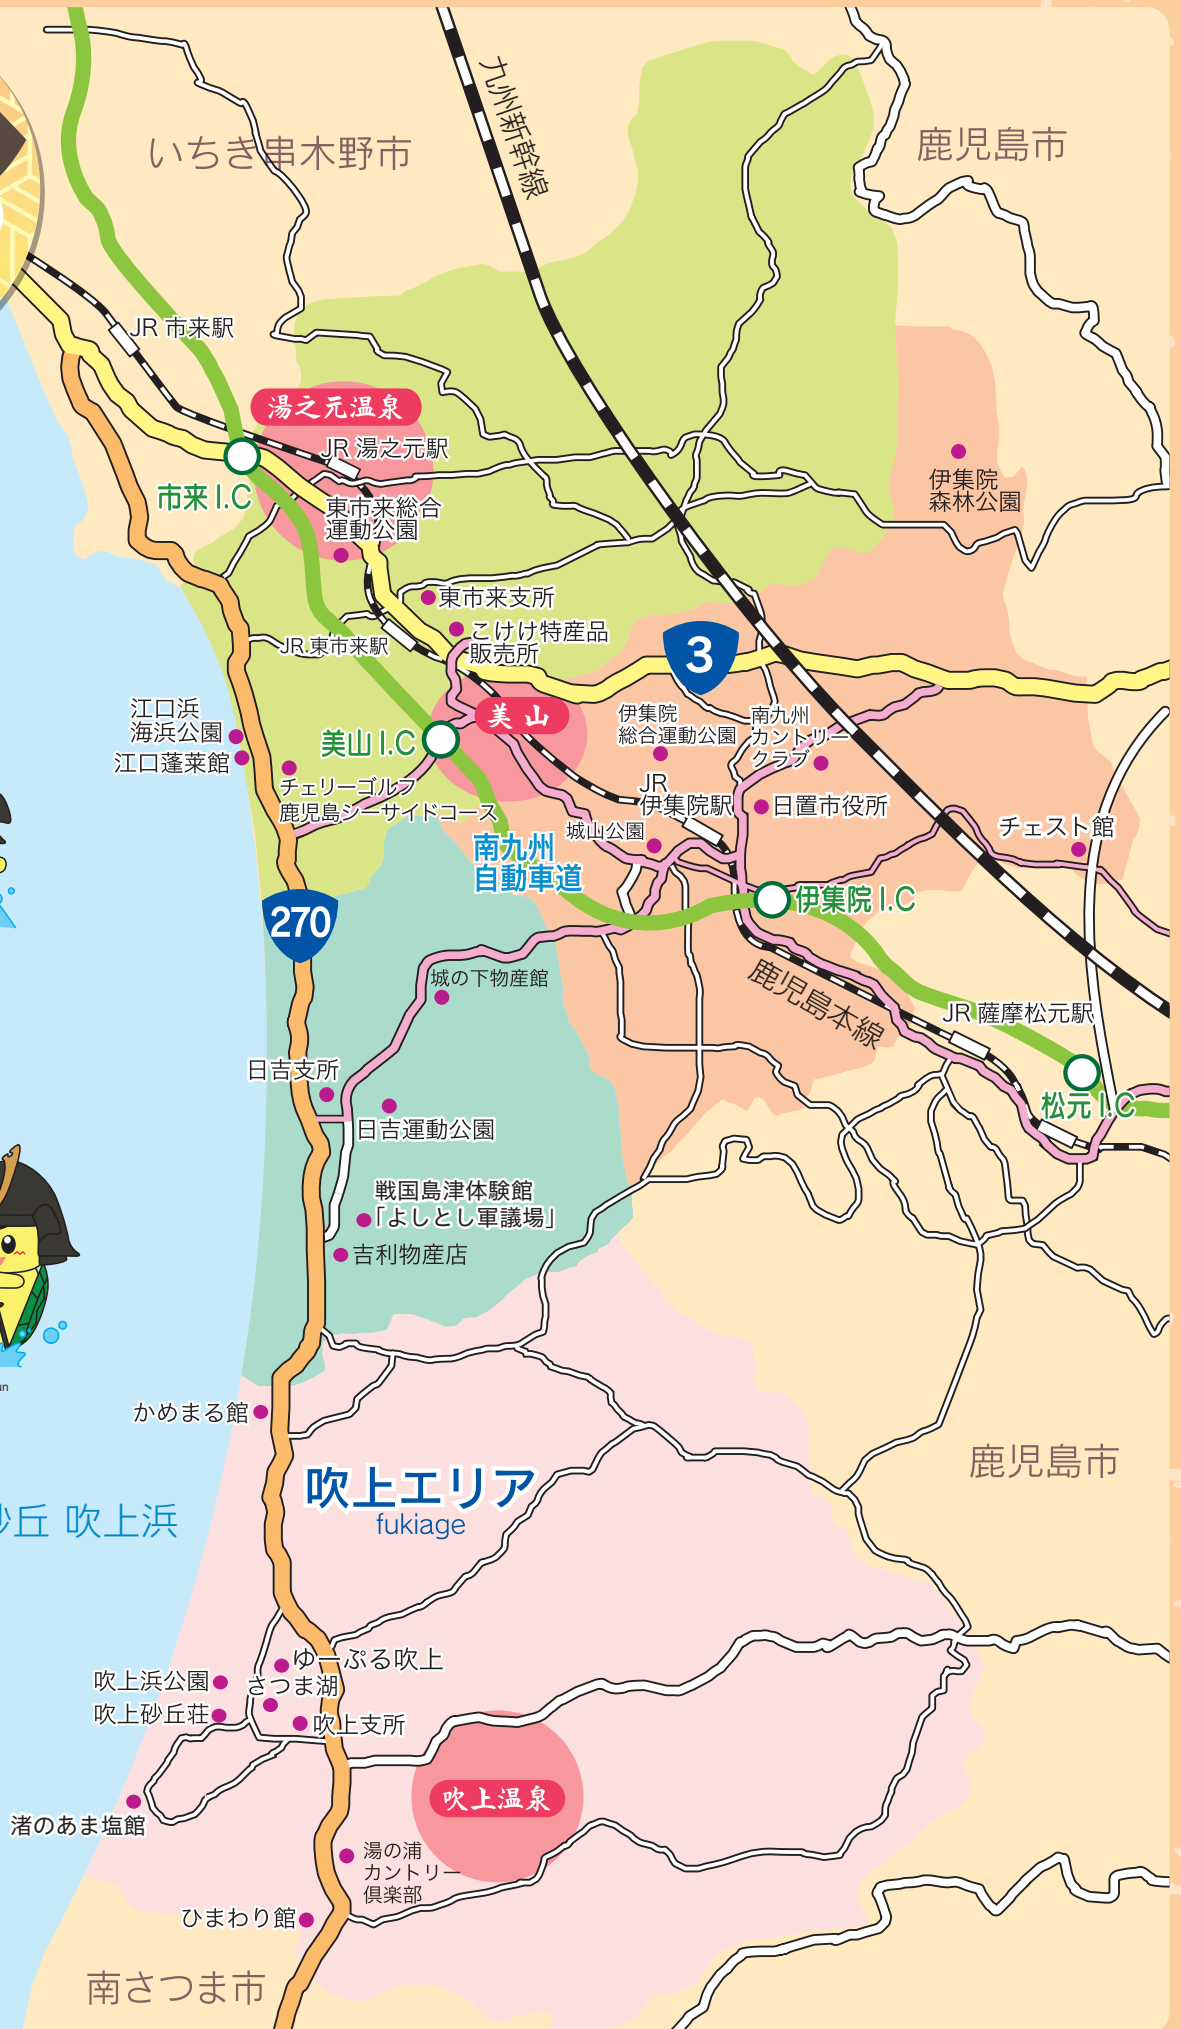 九州新幹線
いちき串木野市
鹿児島市
JR 市来駅
湯之元温泉
JR 湯之元駅
市来 I.C
東市来総合
運動公園
伊集院
森林公園
東市来支所
こけけ特産品
販売所
JR 東市来駅
3
江口浜
海浜公園
江口蓬莱館
美山 I.C
美 山
伊集院
総合運動公園
南九州
カントリー
クラブ
チェリーゴルフ
鹿児島シーサイドコース
JR
伊集院駅
日置市役所
城山公園
チェスト館
南九州
自動車道
伊集院 I.C
270
城の下物産館
鹿児島本線
JR 薩摩松元駅
松元 I.C
日吉支所
日吉運動公園
戦国島津体験館
「よしとし軍議場」
吉利物産店
un
かめまる館
吹上エリア
fukiage
鹿児島市
砂丘 吹上浜
ゆーぷる吹上
吹上浜公園
さつま湖
吹上砂丘荘
吹上支所
吹上温泉
渚のあま塩館
湯の浦
カントリー
倶楽部
ひまわり館
南さつま市